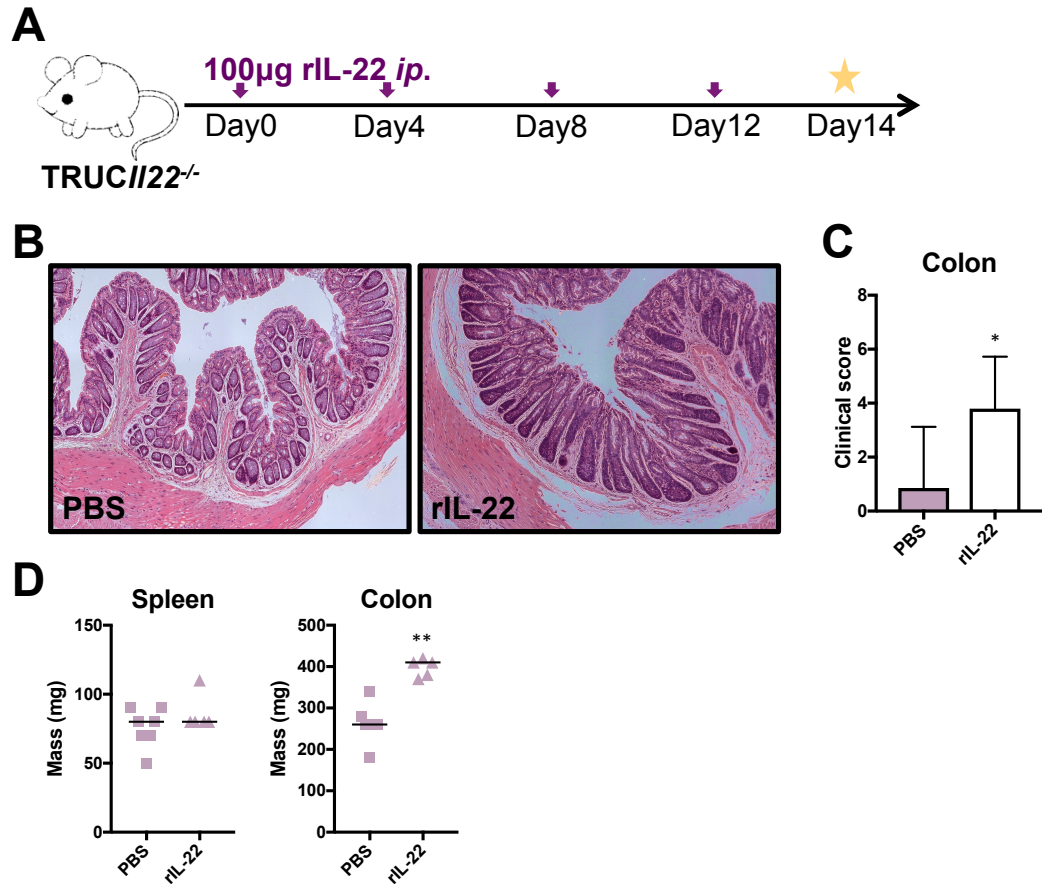 A
100µg rIL-22 ip.
Day0 Day4 Day8 Day12 Day14
TRUCIl22-/-
B
PBS
rIL-22
C
Colon
Clinical score
8
6
4
2
0
*
PBS
rIL-22
D
Spleen
Mass (mg)
150
100
50
0
PBS
rIL-22
Colon
Mass (mg)
500
400
300
200
100
0
**
PBS
rIL-22